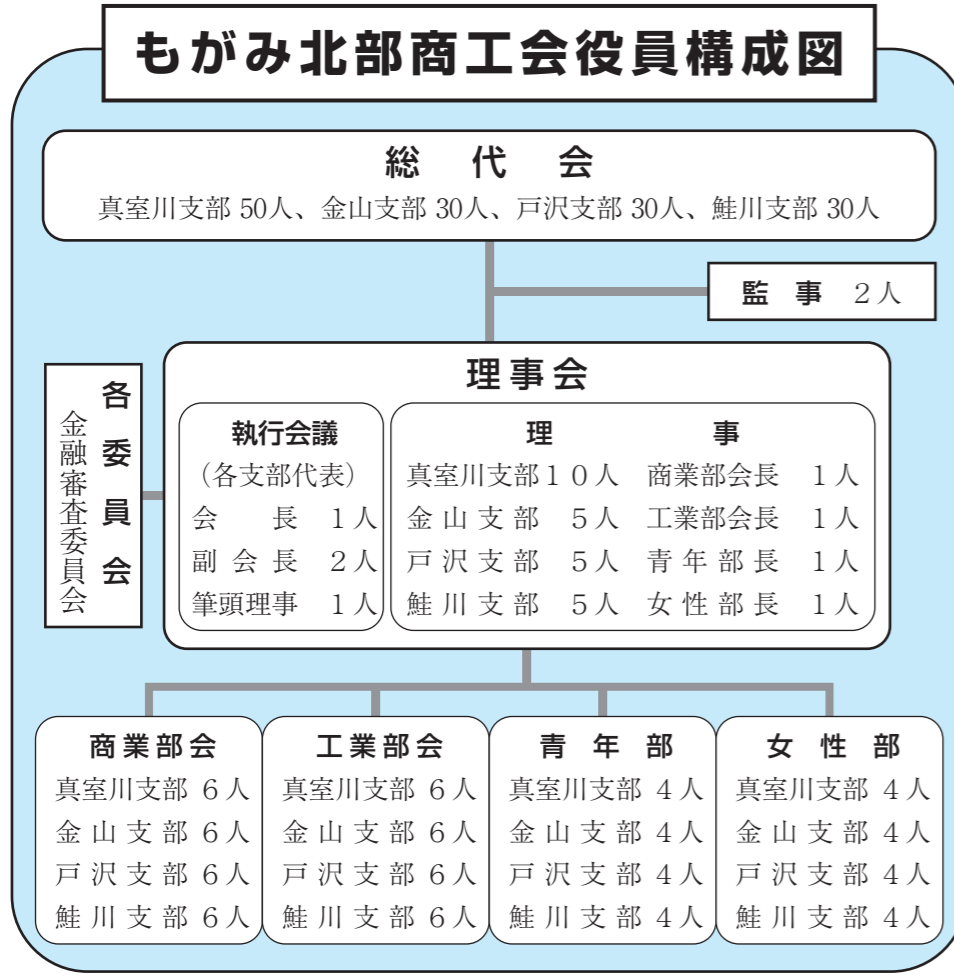 もがみ北部商工会役員構成図
総代会
真室川支部 50人、金山支部 30人、戸沢支部 30人、鮭川支部 30人
監事 2人
各委員会
金融審査委員会
理事会
執行会議
（各支部代表）
会長 1人
副会長 2人
筆頭理事 1人
理事
真室川支部10人 商業部会長 1人
金山支部 5人 工業部会長 1人
戸沢支部 5人 青年部長 1人
鮭川支部 5人 女性部長 1人
商業部会
真室川支部 6人
金山支部 6人
戸沢支部 6人
鮭川支部 6人
工業部会
真室川支部 6人
金山支部 6人
戸沢支部 6人
鮭川支部 6人
青年部
真室川支部 4人
金山支部 4人
戸沢支部 4人
鮭川支部 4人
女性部
真室川支部 4人
金山支部 4人
戸沢支部 4人
鮭川支部 4人